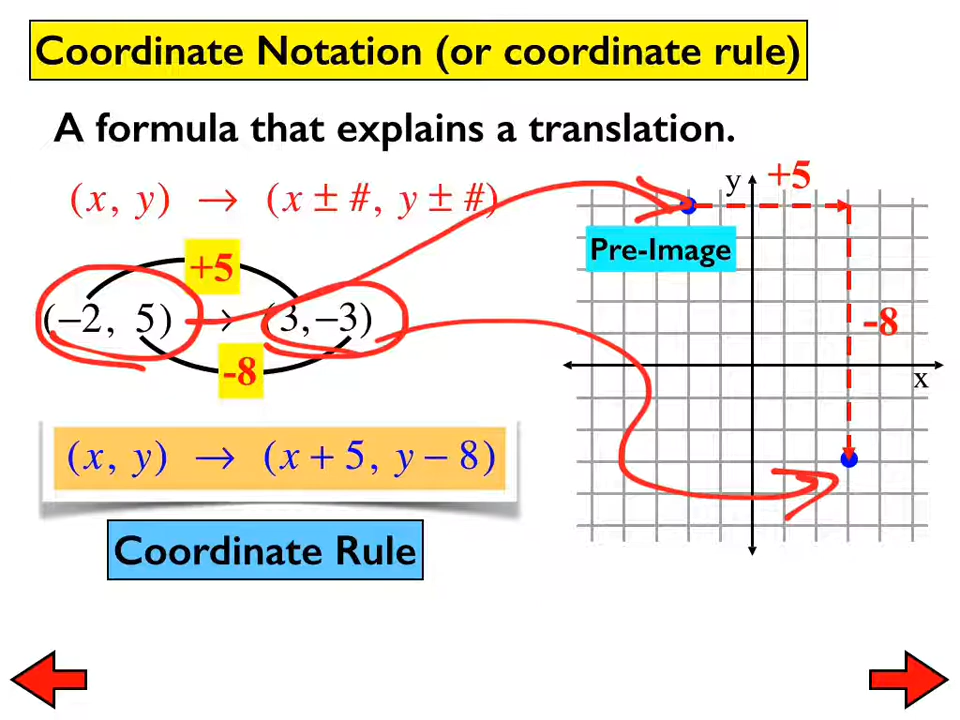 Coordinate Notation (or coordinate rule)
A formula that explains a translation.
(x, y) → (x ± #, y ± #)
+5
(−2, 5) → (3, −3)
-8
(x, y) → (x + 5, y − 8)
Coordinate Rule
y
+5
Pre-Image
-8
x